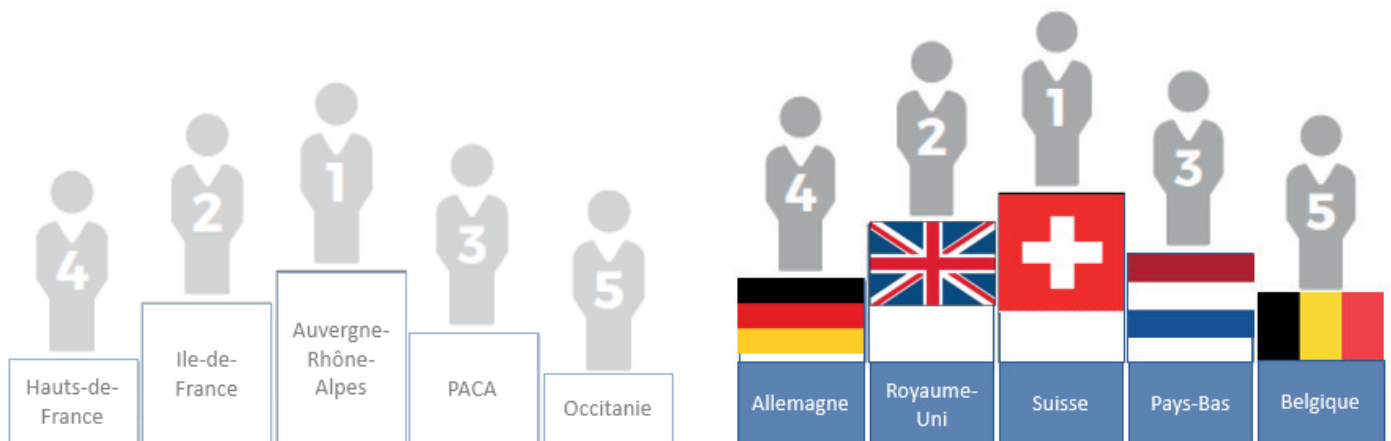 4
2
1
3
5
Hauts-de-
France
Ile-de-
France
Auvergne-
Rhône-
Alpes
PACA
Occitanie
4
2
1
3
5
Allemagne
Royaume-
Uni
Suisse
Pays-Bas
Belgique